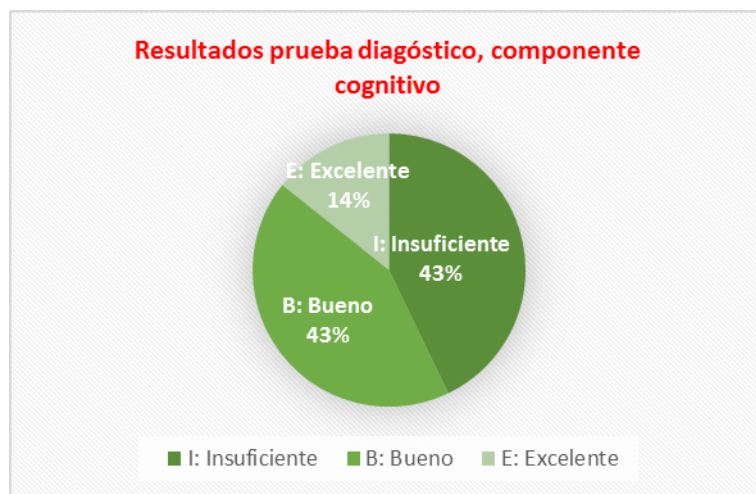 Resultados prueba diagóstico, componente
cognitivo
E: Excelente
14%
I: Insuficiente
43%
B: Bueno
43%
I: Insuficiente B: Bueno E: Excelente